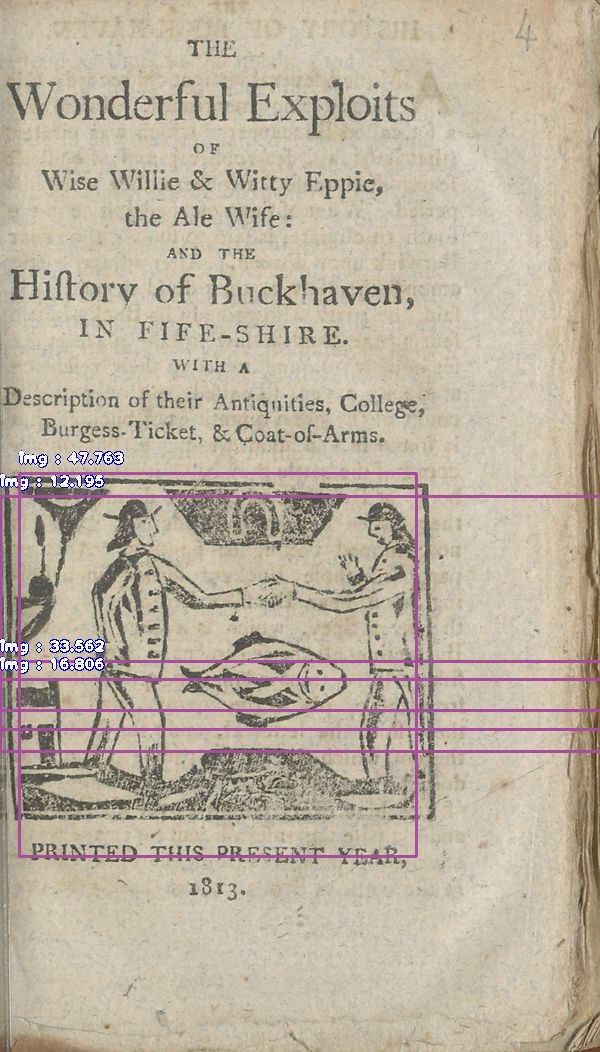 4
THE
Wonderful Exploits
OF
Wise Willie & Witty Eppie,
the Ale Wife:
AND THE
Hiſtory of Buckhaven,
IN FIFE-SHIRE.
WITH A
Description of their Antiquities, College,
Burgess-Ticket, & Coat-of-Arms.
Img : 47.763
Img : 12.195
Img : 33.562
Img : 16.806
PRINTED THIS PRESENT YEAR,
1813.